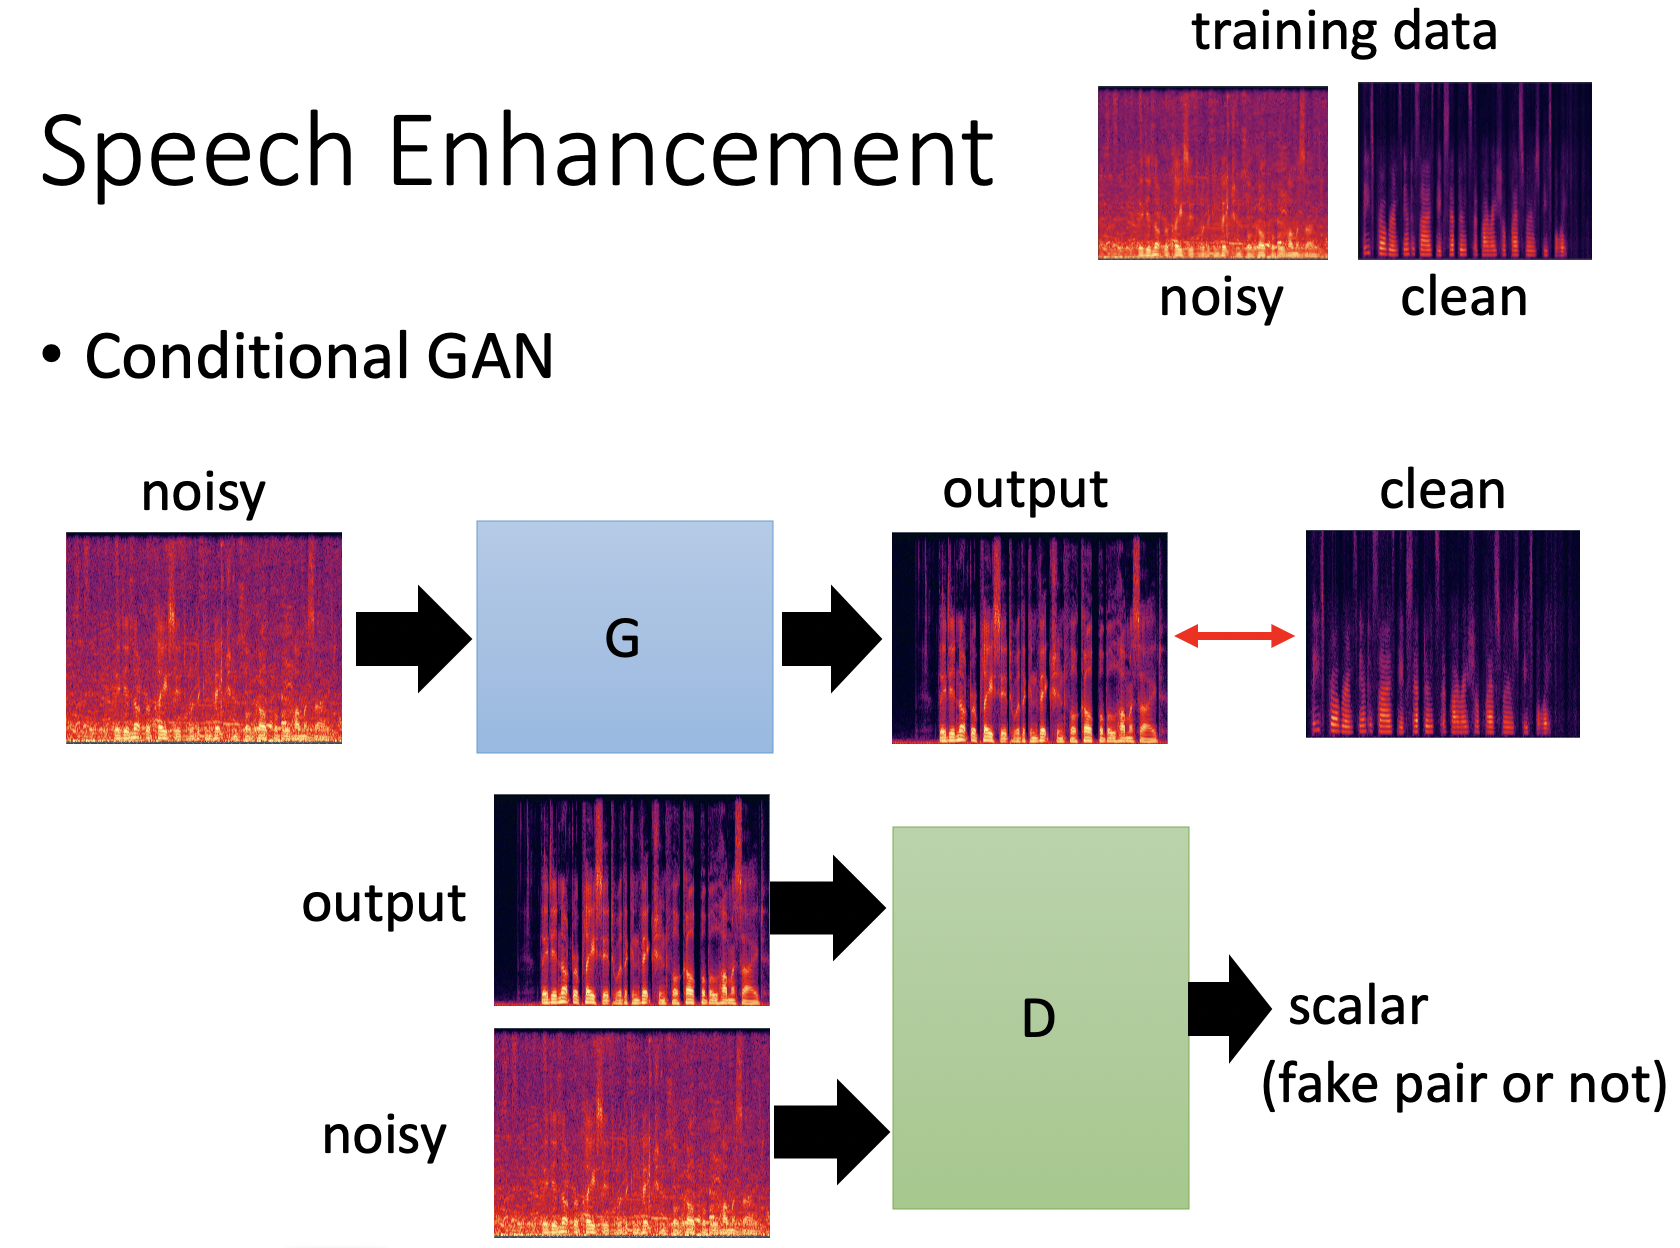 training data
Speech Enhancement
noisy
clean
• Conditional GAN
noisy
output
clean
G
output
D
scalar
(fake pair or not)
noisy